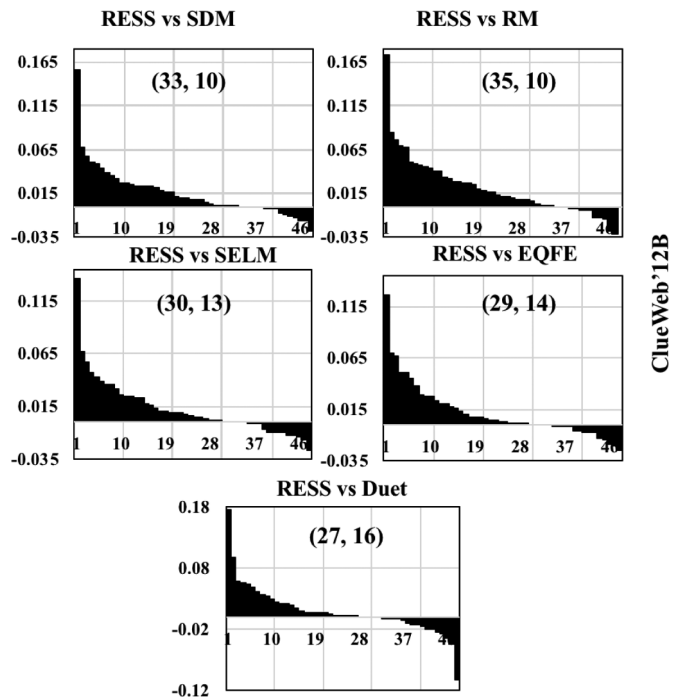 RESS vs SDM
0.165
0.115
0.065
0.015
-0.035
(33, 10)
1 10 19 28 37 46
RESS vs RM
0.165
0.115
0.065
0.015
-0.035
(35, 10)
1 10 19 28 37 46
RESS vs SELM
0.115
0.065
0.015
-0.035
(30, 13)
1 10 19 28 37 46
RESS vs EQFE
0.115
0.065
0.015
-0.035
(29, 14)
1 10 19 28 37 46
ClueWeb'12B
RESS vs Duet
0.18
0.08
-0.02
-0.12
(27, 16)
1 10 19 28 37